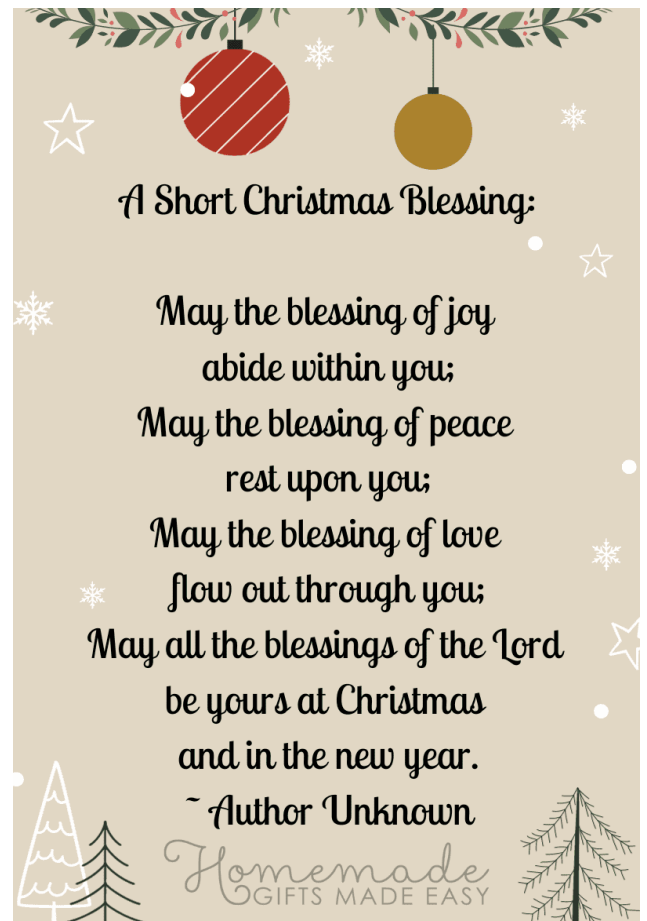 A Short Christmas Blessing:
May the blessing of joy
abide within you;
May the blessing of peace
rest upon you;
May the blessing of love
flow out through you;
May all the blessings of the Lord
be yours at Christmas
and in the new year.
~ Author Unknown
Homemade
GIFTS MADE EASY